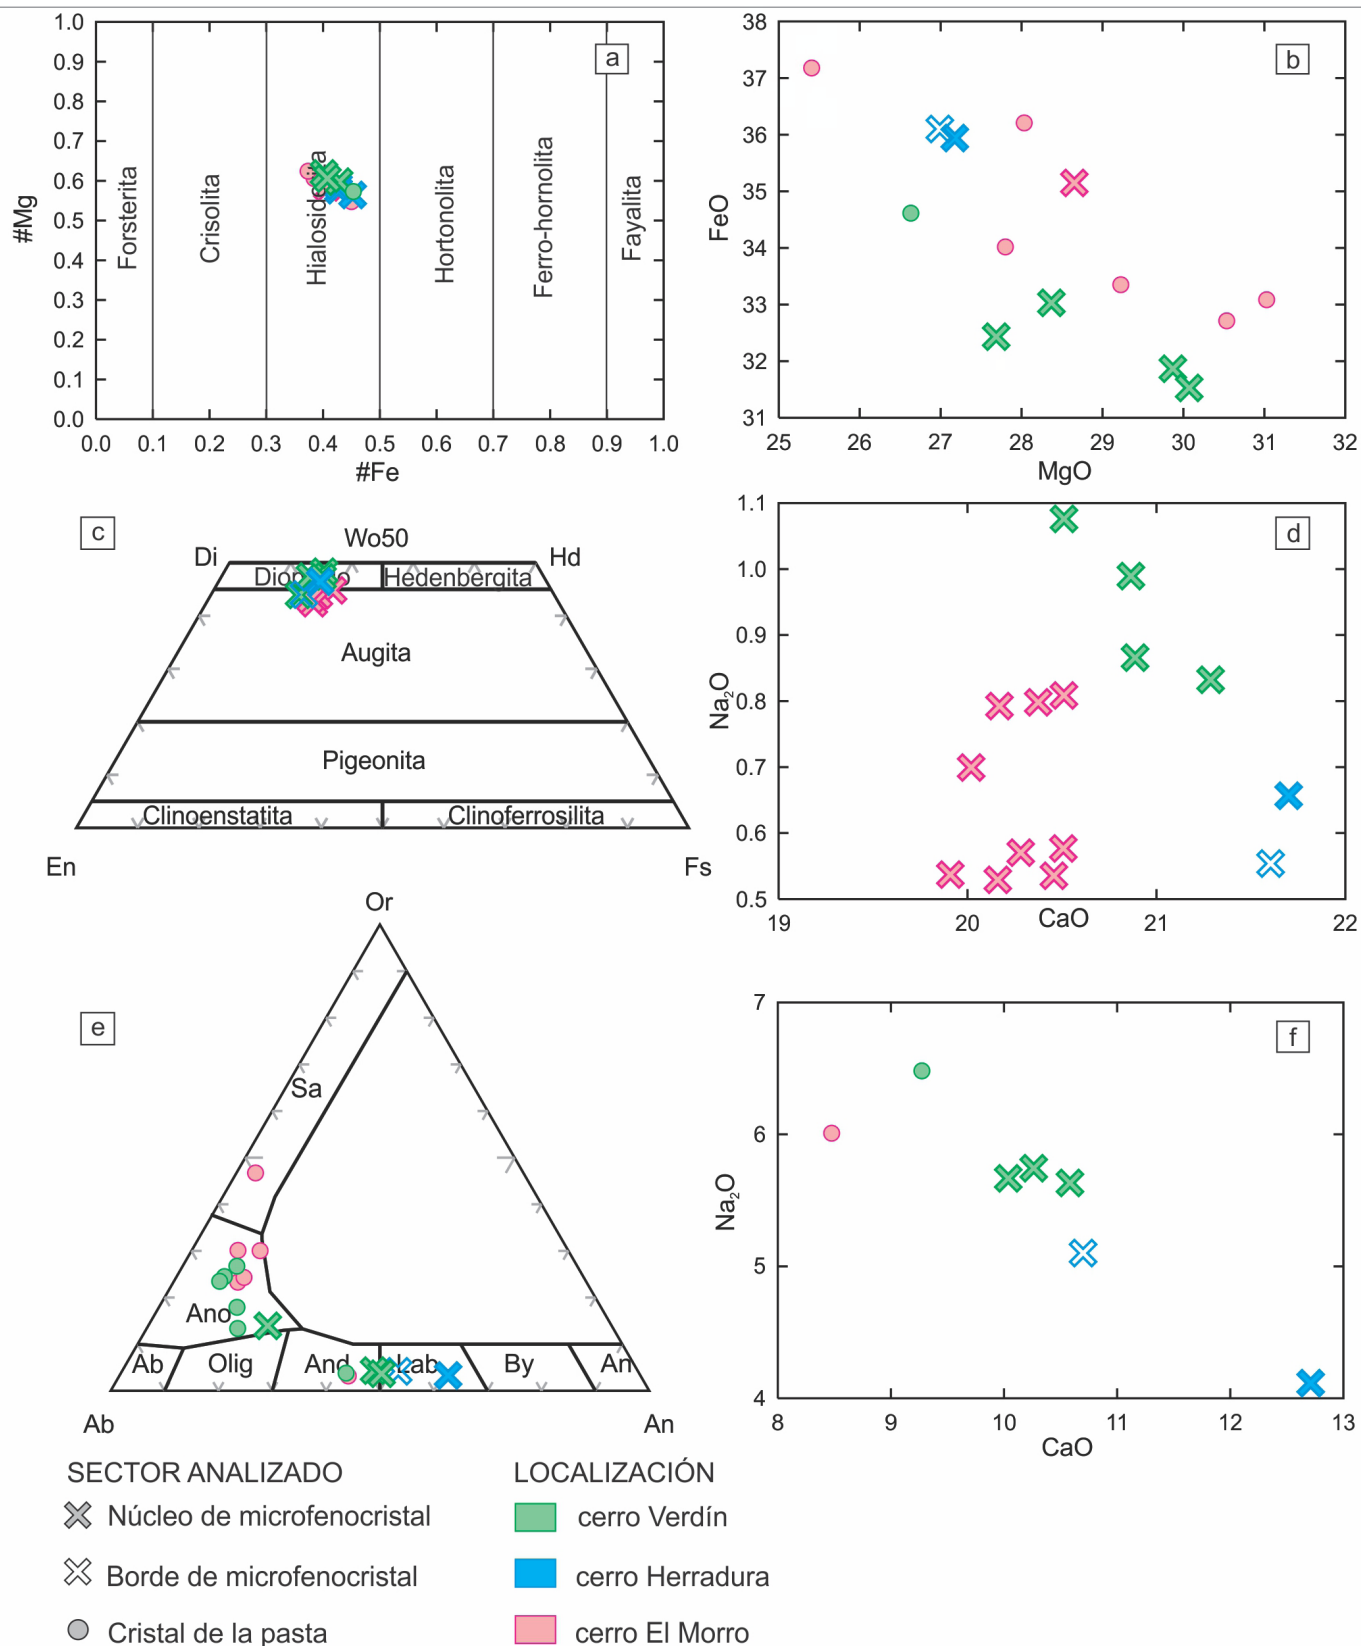 a
1.0
0.9
0.8
0.7
0.6
0.5
0.4
0.3
0.2
0.1
0.0
#Mg
Forsterita
Crisolita
Hialosiderita
Hortonolita
Ferro-hornolita
Fayalita
0.0 0.1 0.2 0.3 0.4 0.5 0.6 0.7 0.8 0.9 1.0
#Fe
b
38
37
36
35
34
33
32
31
FeO
25 26 27 28 29 30 31 32
MgO
c
Wo50
Di Hd
Diopsido Hedenbergita
Augita
Pigeonita
Clinoenstatita Clinoferrosilita
En Fs
d
1.1
1.0
0.9
0.8
0.7
0.6
0.5
Na₂O
19 20 21 22
CaO
e
Or
Sa
Ano
Ab Olig And Lab By An
Ab An
f
7
6
5
4
Na₂O
8 9 10 11 12 13
CaO
SECTOR ANALIZADO
Núcleo de microfenocristal
Borde de microfenocristal
Cristal de la pasta
LOCALIZACIÓN
cerro Verdín
cerro Herradura
cerro El Morro